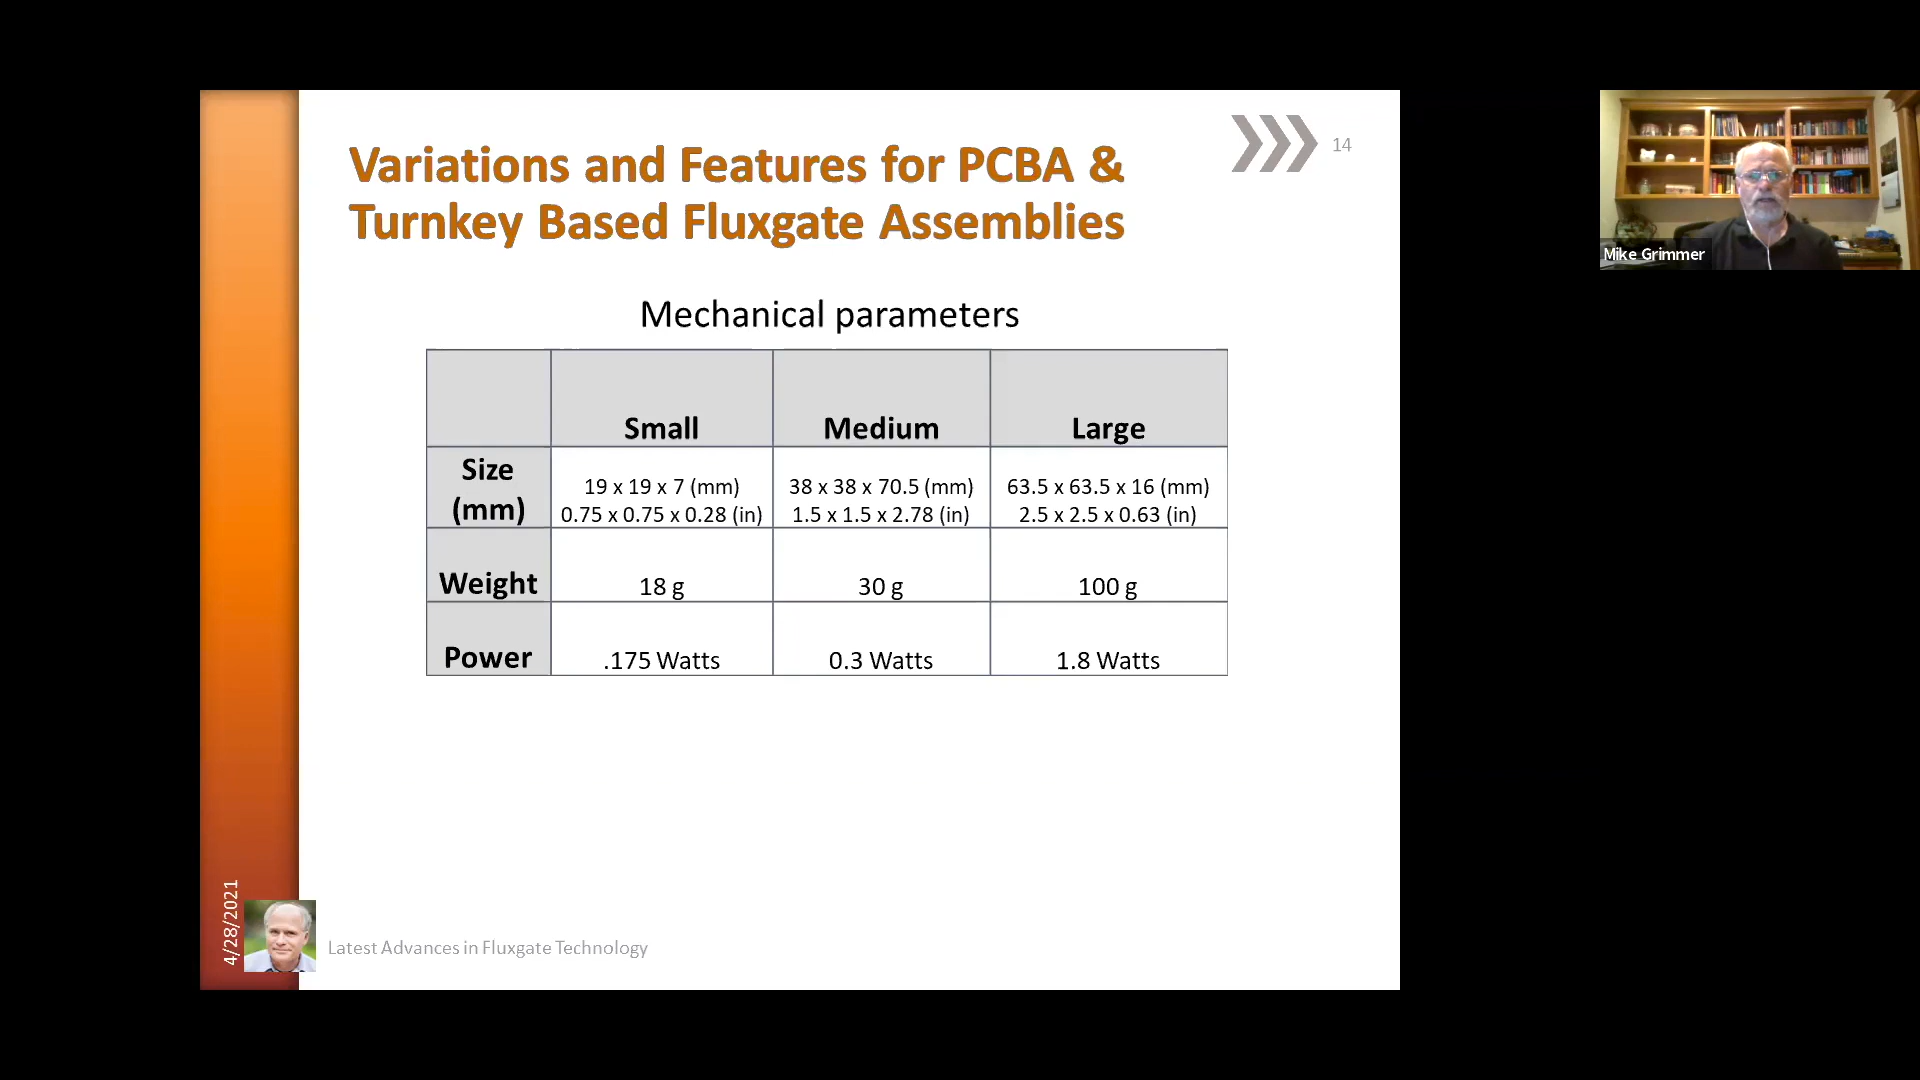 Variations and Features for PCBA &
Turnkey Based Fluxgate Assemblies
14
Mike Grimmer
Mechanical parameters
Small Medium Large
Size
(mm)
19 x 19 x 7 (mm) 38 x 38 x 70.5 (mm) 63.5 x 63.5 x 16 (mm)
0.75 x 0.75 x 0.28 (in) 1.5 x 1.5 x 2.78 (in) 2.5 x 2.5 x 0.63 (in)
Weight 18 g 30 g 100 g
Power .175 Watts 0.3 Watts 1.8 Watts
4/28/2021
Latest Advances in Fluxgate Technology